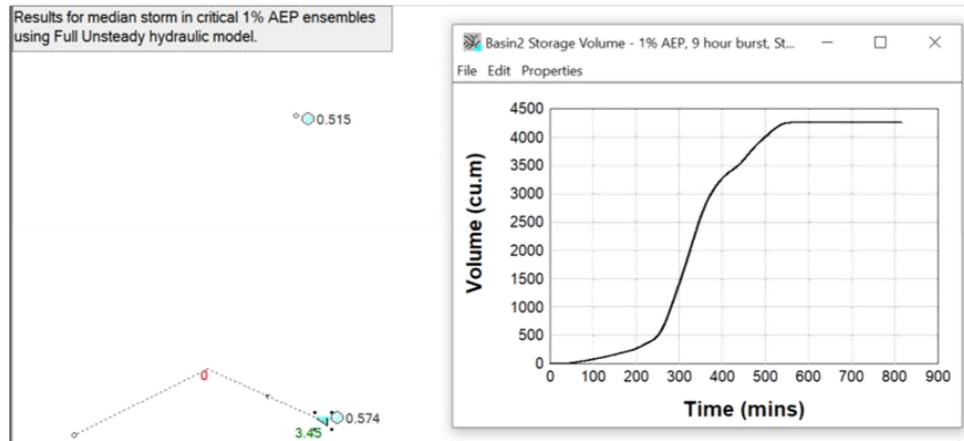 Results for median storm in critical 1% AEP ensembles
using Full Unsteady hydraulic model.
0.515
0
0.574
3.45
Basin2 Storage Volume - 1% AEP, 9 hour burst, St...
File Edit Properties
4500
4000
3500
3000
2500
2000
1500
1000
500
0
Volume (cu.m)
0 100 200 300 400 500 600 700 800 900
Time (mins)